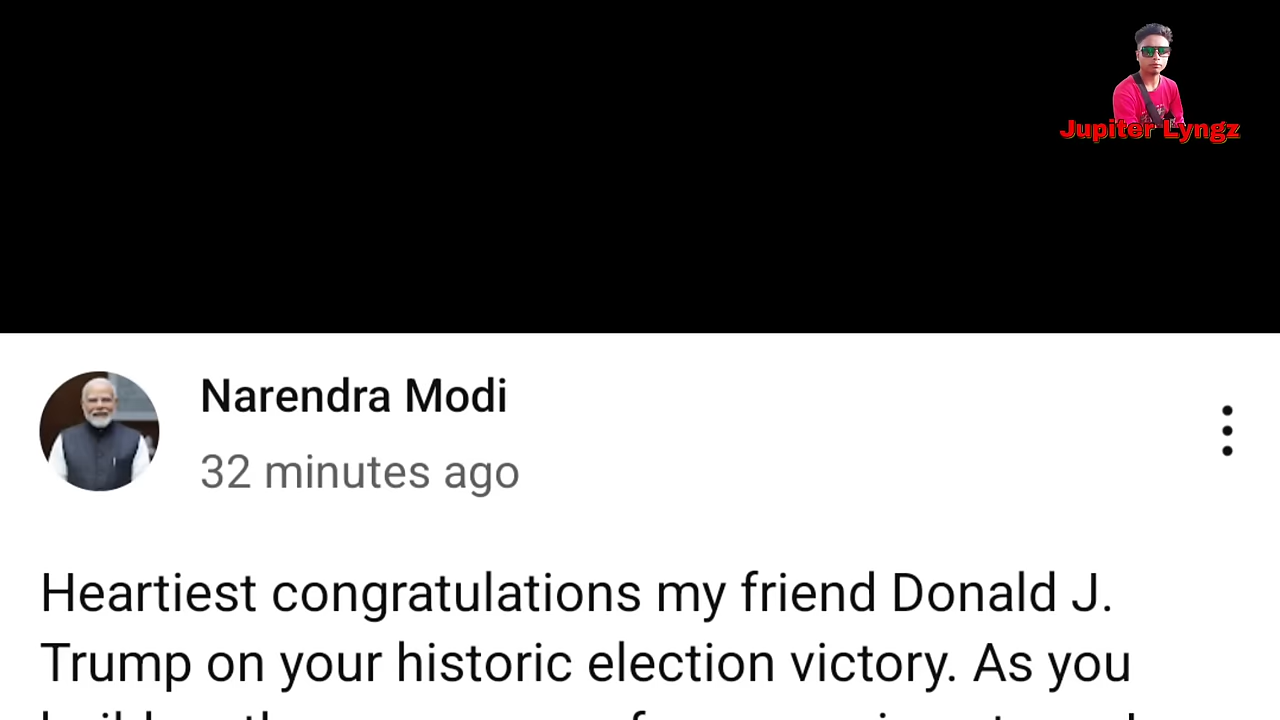 Jupiter Lyngz
Narendra Modi
32 minutes ago
Heartiest congratulations my friend Donald J.
Trump on your historic election victory. As you